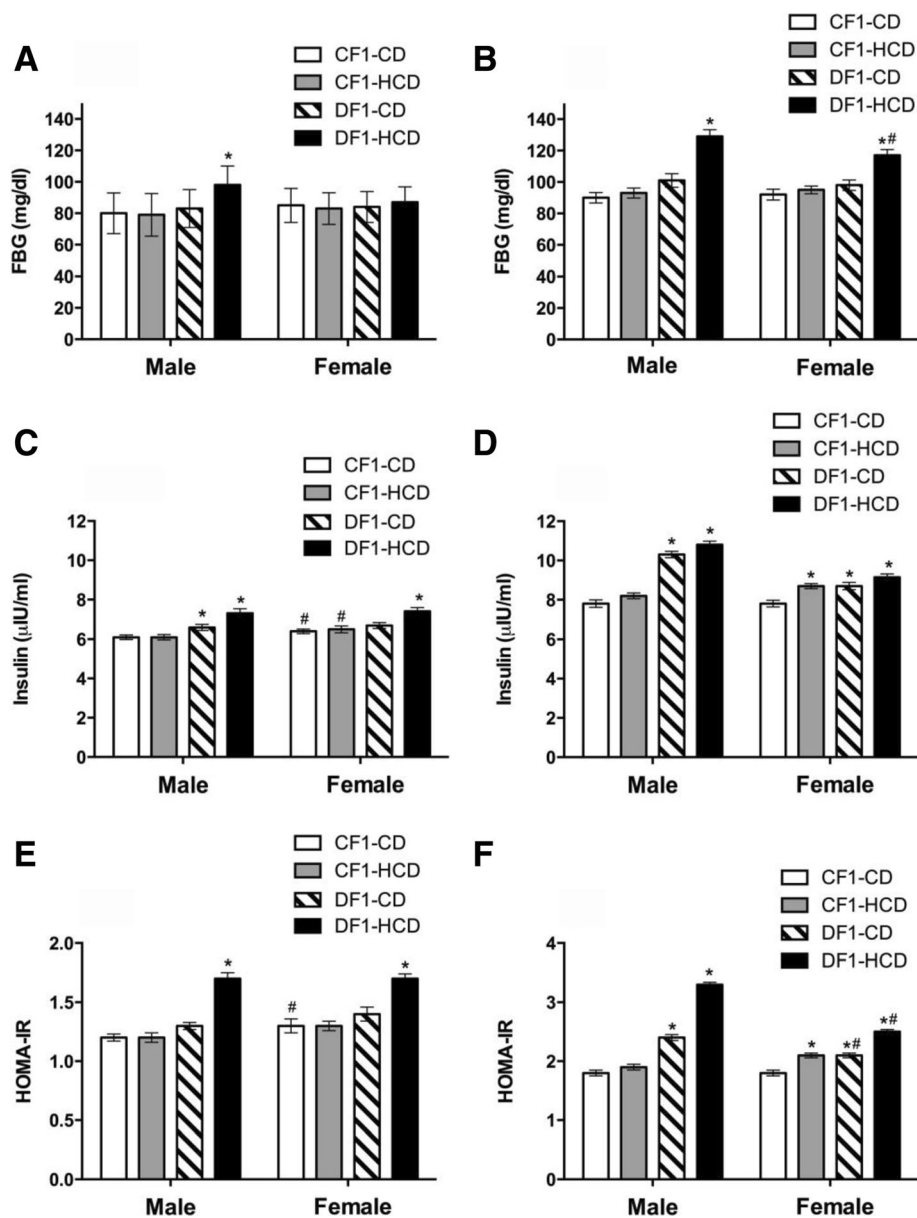 A
CF1-CD
CF1-HCD
DF1-CD
DF1-HCD
FBG (mg/dl)
140
120
100
80
60
40
20
0
*
Male
Female
B
CF1-CD
CF1-HCD
DF1-CD
DF1-HCD
FBG (mg/dl)
140
120
100
80
60
40
20
0
*
*#
Male
Female
C
CF1-CD
CF1-HCD
DF1-CD
DF1-HCD
Insulin (μIU/ml)
12
10
8
6
4
2
0
* * # # *
Male
Female
D
CF1-CD
CF1-HCD
DF1-CD
DF1-HCD
Insulin (μIU/ml)
12
10
8
6
4
2
0
* * * * *
Male
Female
E
CF1-CD
CF1-HCD
DF1-CD
DF1-HCD
HOMA-IR
2.0
1.5
1.0
0.5
0.0
* # *
Male
Female
F
CF1-CD
CF1-HCD
DF1-CD
DF1-HCD
HOMA-IR
4
3
2
1
0
* * * *# *#
Male
Female